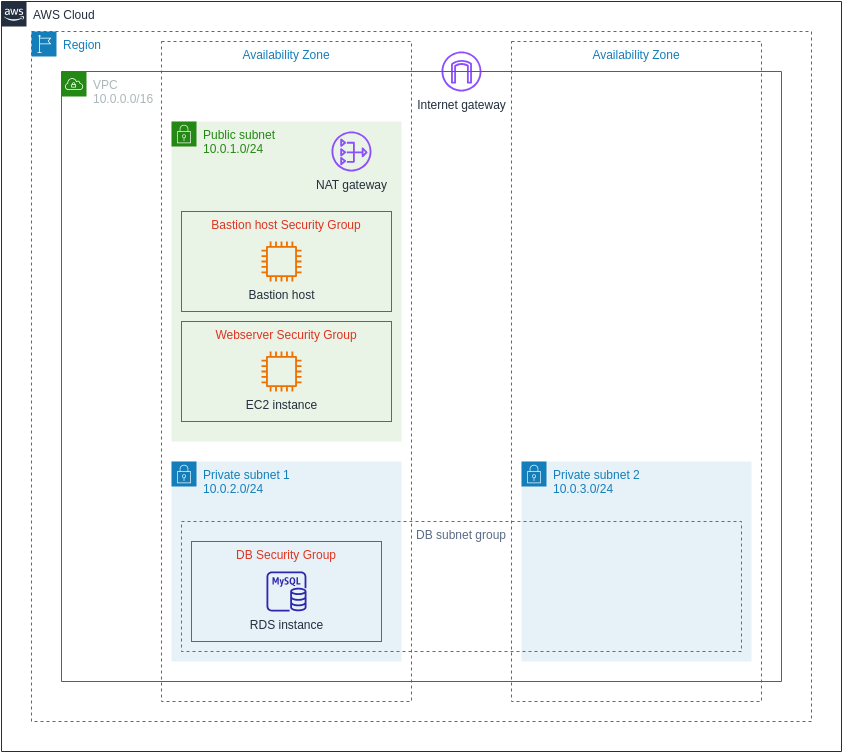 aws
AWS Cloud
Region
Availability Zone
Availability Zone
VPC
10.0.0.0/16
Internet gateway
Public subnet
10.0.1.0/24
NAT gateway
Bastion host Security Group
Bastion host
Webserver Security Group
EC2 instance
Private subnet 1
10.0.2.0/24
Private subnet 2
10.0.3.0/24
DB subnet group
DB Security Group
MySQL
RDS instance